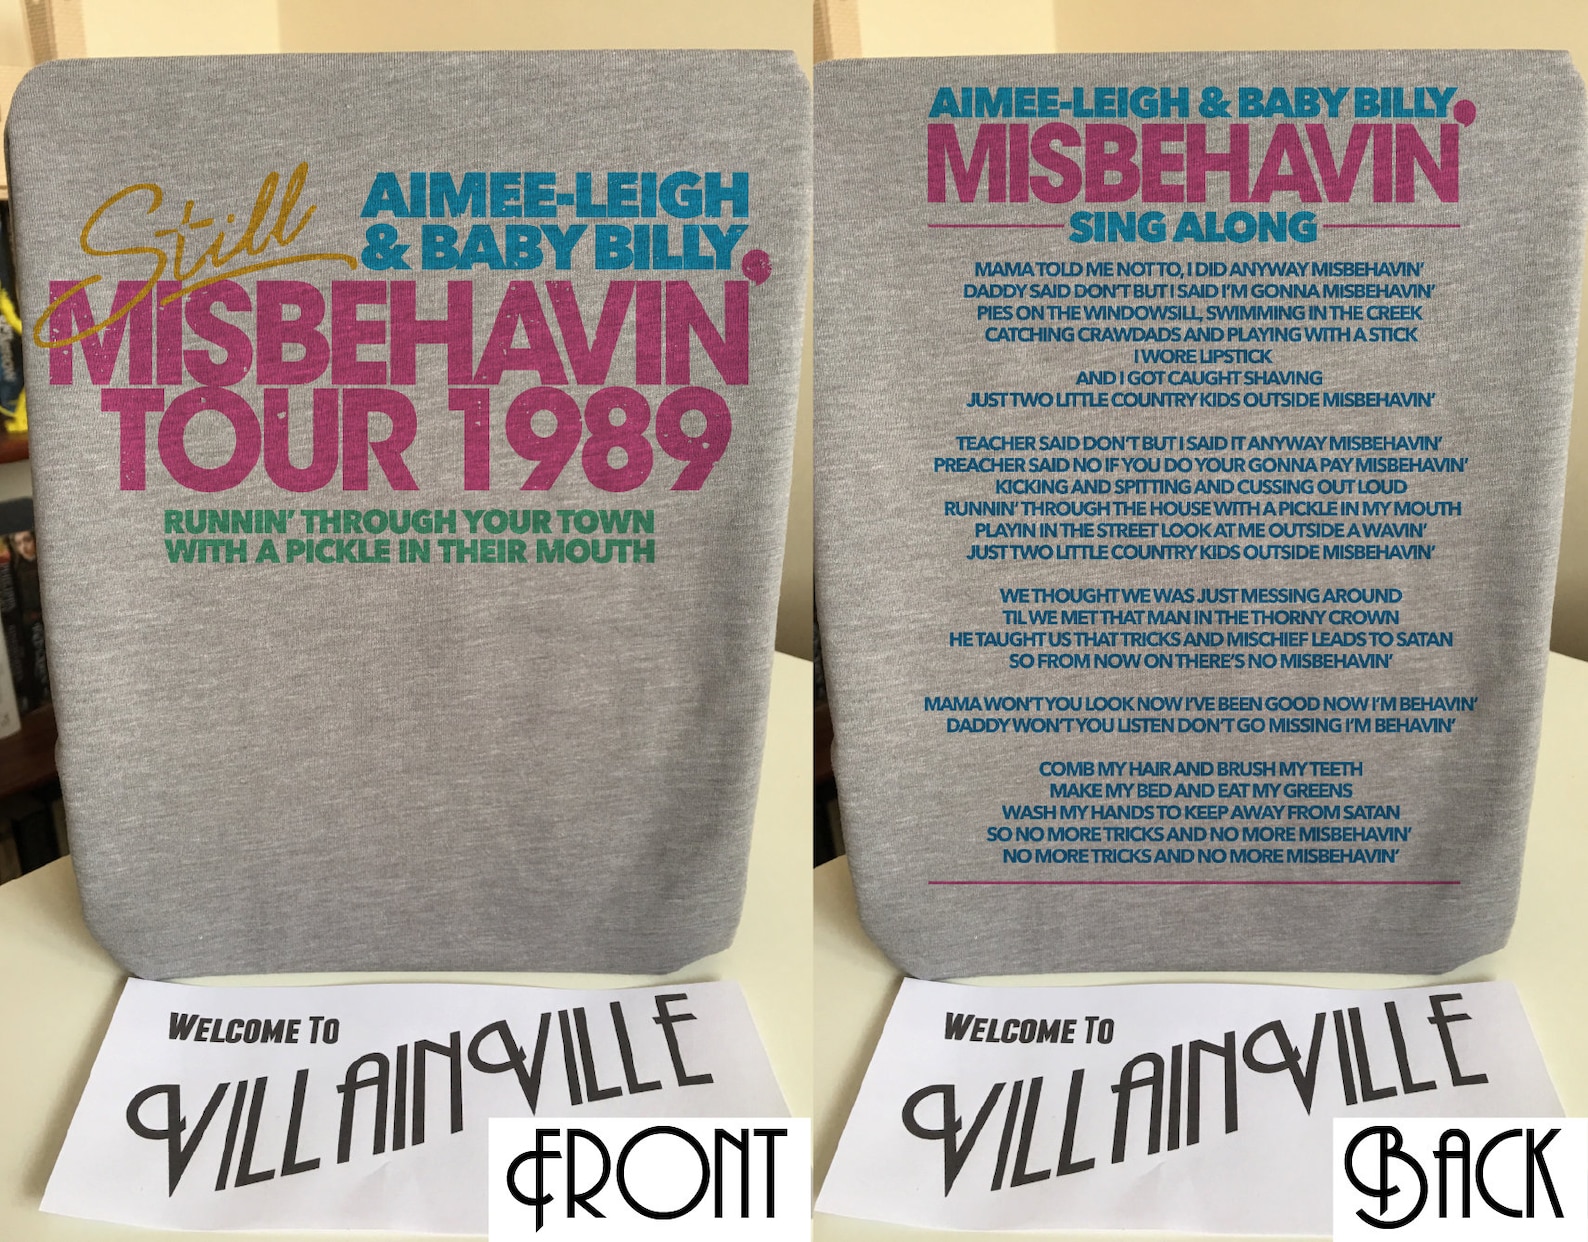 Still
AIMEE-LEIGH
& BABY BILLY
MISBEHAVIN'
TOUR 1989
RUNNIN' THROUGH YOUR TOWN
WITH A PICKLE IN THEIR MOUTH
WELCOME TO
VILLAINVILLE
FRONT
AIMEE-LEIGH & BABY BILLY
MISBEHAVIN'
SING ALONG
MAMA TOLD ME NOT TO, I DID ANYWAY MISBEHAVIN'
DADDY SAID DON'T BUT I SAID I'M GONNA MISBEHAVIN'
PIES ON THE WINDOWSILL, SWIMMING IN THE CREEK
CATCHING CRAWDADS AND PLAYING WITH A STICK
I WORE LIPSTICK
AND I GOT CAUGHT SHAVING
JUST TWO LITTLE COUNTRY KIDS OUTSIDE MISBEHAVIN'
TEACHER SAID DON'T BUT I SAID IT ANYWAY MISBEHAVIN'
PREACHER SAID NO IF YOU DO YOUR GONNA PAY MISBEHAVIN'
KICKING AND SPITTING AND CUSSING OUT LOUD
RUNNIN' THROUGH THE HOUSE WITH A PICKLE IN MY MOUTH
PLAYIN IN THE STREET LOOK AT ME OUTSIDE A WAVIN'
JUST TWO LITTLE COUNTRY KIDS OUTSIDE MISBEHAVIN'
WE THOUGHT WE WAS JUST MESSING AROUND
TIL WE MET THAT MAN IN THE THORNY CROWN
HE TAUGHT US THAT TRICKS AND MISCHIEF LEADS TO SATAN
SO FROM NOW ON THERE'S NO MISBEHAVIN'
MAMA WON'T YOU LOOK NOW I'VE BEEN GOOD NOW I'M BEHAVIN'
DADDY WON'T YOU LISTEN DON'T GO MISSING I'M BEHAVIN'
COMB MY HAIR AND BRUSH MY TEETH
MAKE MY BED AND EAT MY GREENS
WASH MY HANDS TO KEEP AWAY FROM SATAN
SO NO MORE TRICKS AND NO MORE MISBEHAVIN'
NO MORE TRICKS AND NO MORE MISBEHAVIN'
WELCOME TO
VILLAINVILLE
BACK